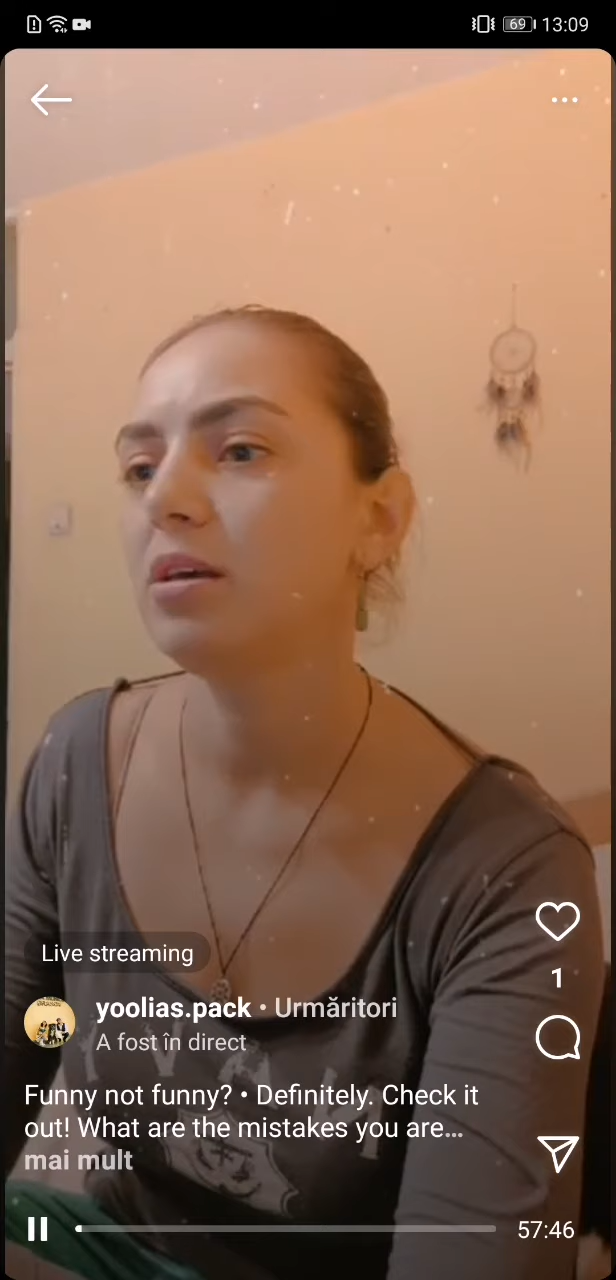 69 13:09
Live streaming
yoolias.pack • Urmăritori
A fost în direct
1
Funny not funny? • Definitely. Check it
out! What are the mistakes you are...
mai mult
57:46